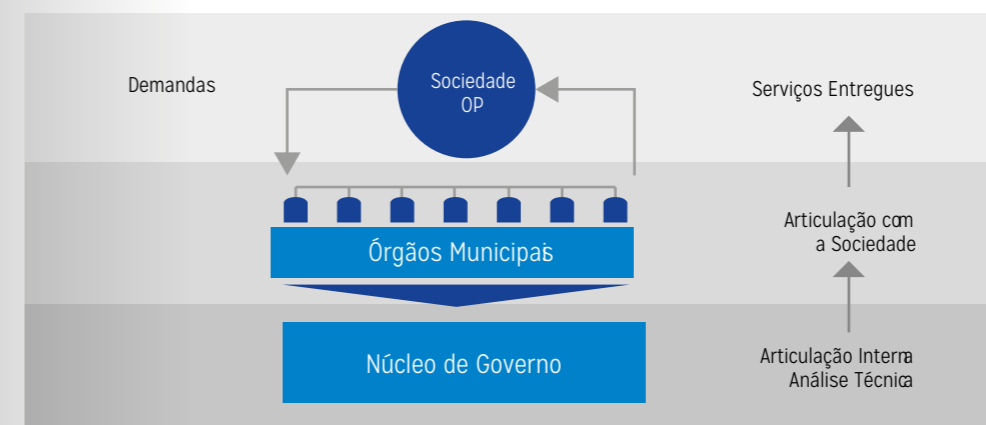 Demandas
Sociedade
OP
Serviços Entregues
Órgãos Municipais
Articulação com
a Sociedade
Núcleo de Governo
Articulação Interna
Análise Técnica